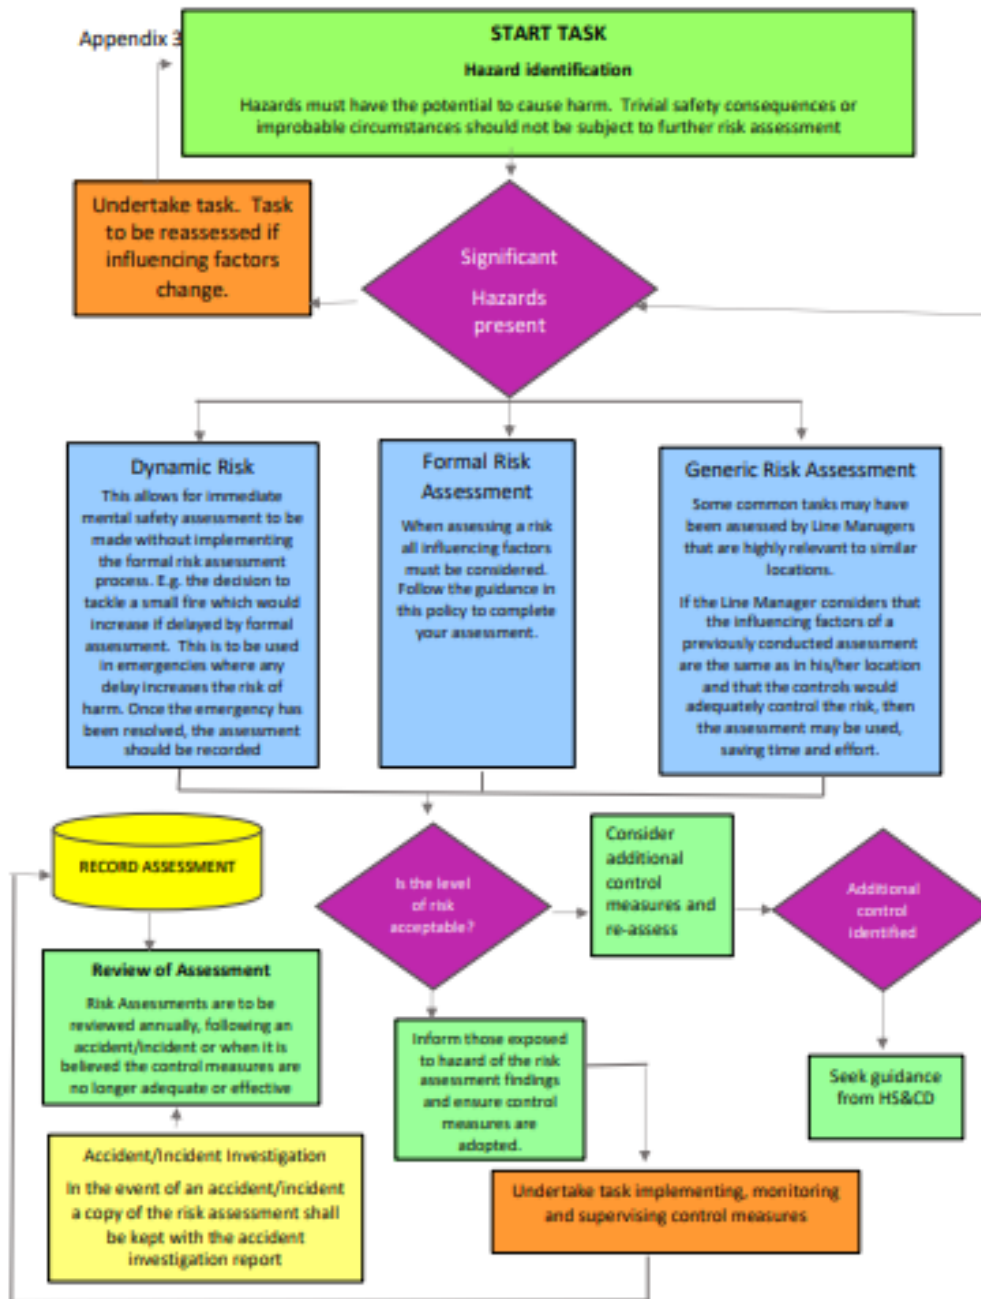 Appendix 3
START TASK
Hazard identification
Hazards must have the potential to cause harm. Trivial safety consequences or
improbable circumstances should not be subject to further risk assessment
Undertake task. Task
to be reassessed if
influencing factors
change.
Significant
Hazards
present
Dynamic Risk
This allows for immediate
mental safety assessment to be
made without implementing
the formal risk assessment
process. E.g. the decision to
tackle a small fire which would
increase if delayed by formal
assessment. This is to be used
in emergencies where any
delay increases the risk of
harm. Once the emergency has
been resolved, the assessment
should be recorded
Formal Risk
Assessment
When assessing a risk
all influencing factors
must be considered.
Follow the guidance in
this policy to complete
your assessment.
Generic Risk Assessment
Some common tasks may have
been assessed by Line Managers
that are highly relevant to similar
locations.
If the Line Manager considers that
the influencing factors of a
previously conducted assessment
are the same as in his/her location
and that the controls would
adequately control the risk, then
the assessment may be used,
saving time and effort.
RECORD ASSESSMENT
Is the level
of risk
acceptable?
Consider
additional
control
measures and
re-assess
Additional
control
identified
Review of Assessment
Risk Assessments are to be
reviewed annually, following an
accident/incident or when it is
believed the control measures are
no longer adequate or effective
Inform those exposed
to hazard of the risk
assessment findings
and ensure control
measures are
adopted.
Seek guidance
from HS&CD
Accident/Incident Investigation
In the event of an accident/incident
a copy of the risk assessment shall
be kept with the accident
investigation report
Undertake task implementing, monitoring
and supervising control measures